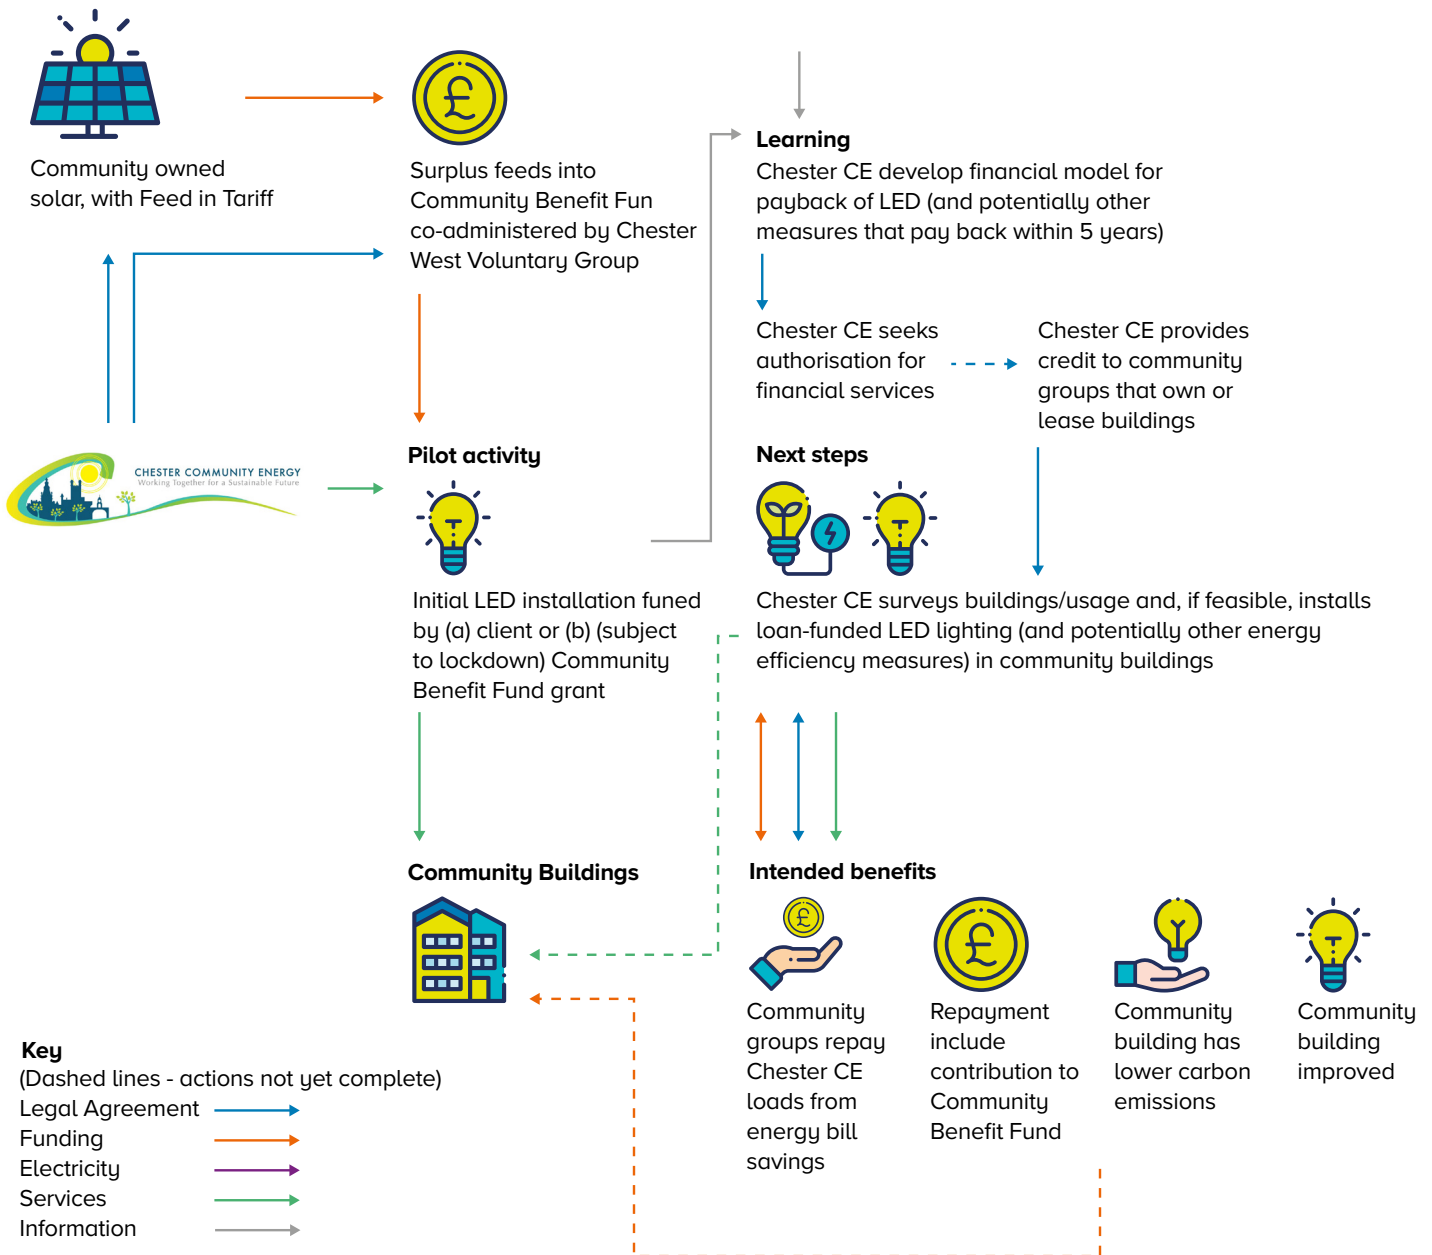 Community owned
solar, with Feed in Tariff
Surplus feeds into
Community Benefit Fun
co-administered by Chester
West Voluntary Group
Learning
Chester CE develop financial model for
payback of LED (and potentially other
measures that pay back within 5 years)
Chester CE seeks
authorisation for
financial services
Chester CE provides
credit to community
groups that own or
lease buildings
CHESTER COMMUNITY ENERGY
Working Together for a Sustainable Future
Pilot activity
Initial LED installation funed
by (a) client or (b) (subject
to lockdown) Community
Benefit Fund grant
Next steps
Chester CE surveys buildings/usage and, if feasible, installs
loan-funded LED lighting (and potentially other energy
efficiency measures) in community buildings
Community Buildings
Intended benefits
Community
groups repay
Chester CE
loads from
energy bill
savings
Repayment
include
contribution to
Community
Benefit Fund
Community
building has
lower carbon
emissions
Community
building
improved
Key
(Dashed lines - actions not yet complete)
Legal Agreement
Funding
Electricity
Services
Information